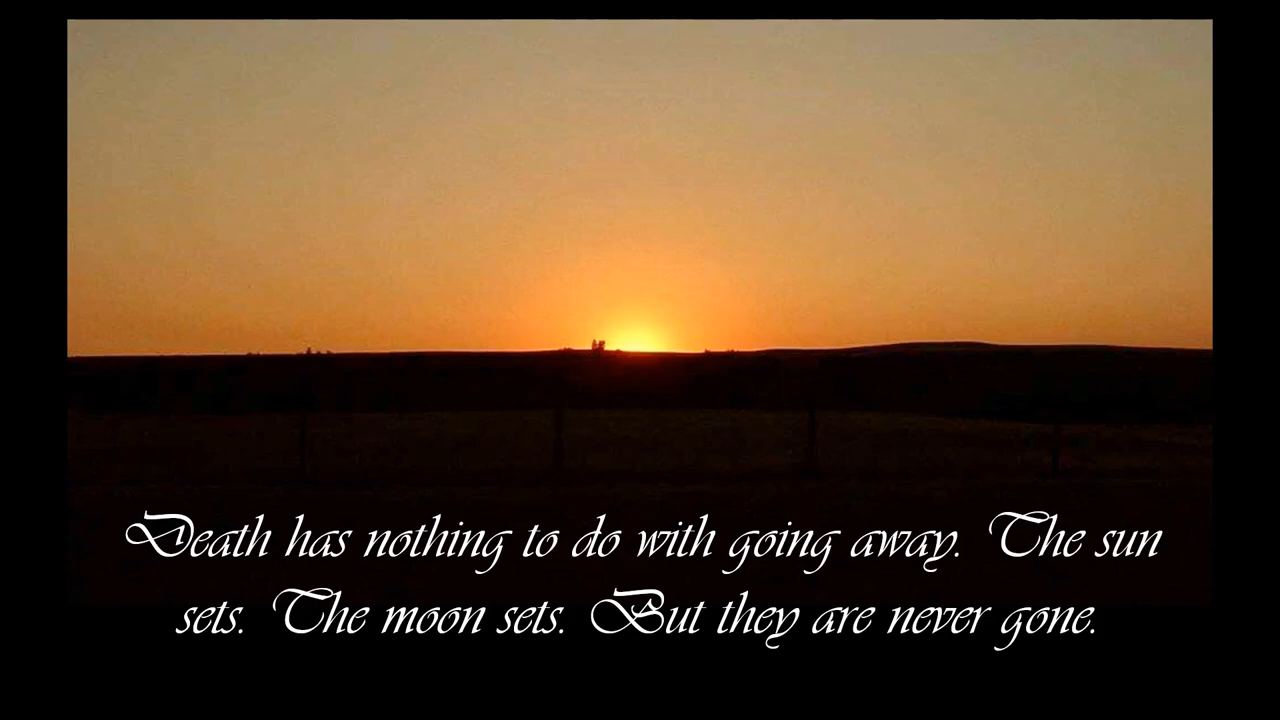 Death has nothing to do with going away. The sun
sets. The moon sets. But they are never gone.